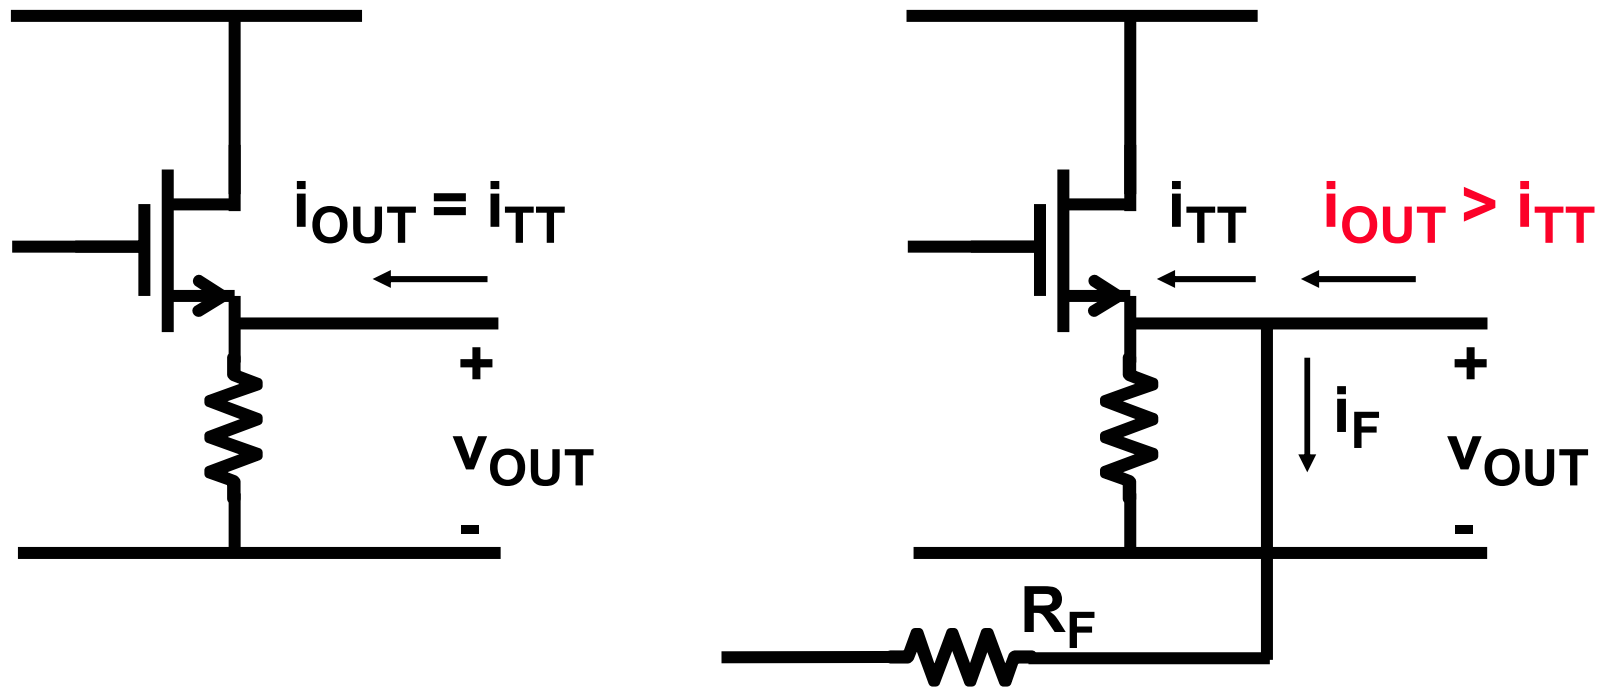 iOUT = iTT
+
vOUT
-
iTT
iOUT > iTT
iF
+
vOUT
-
RF